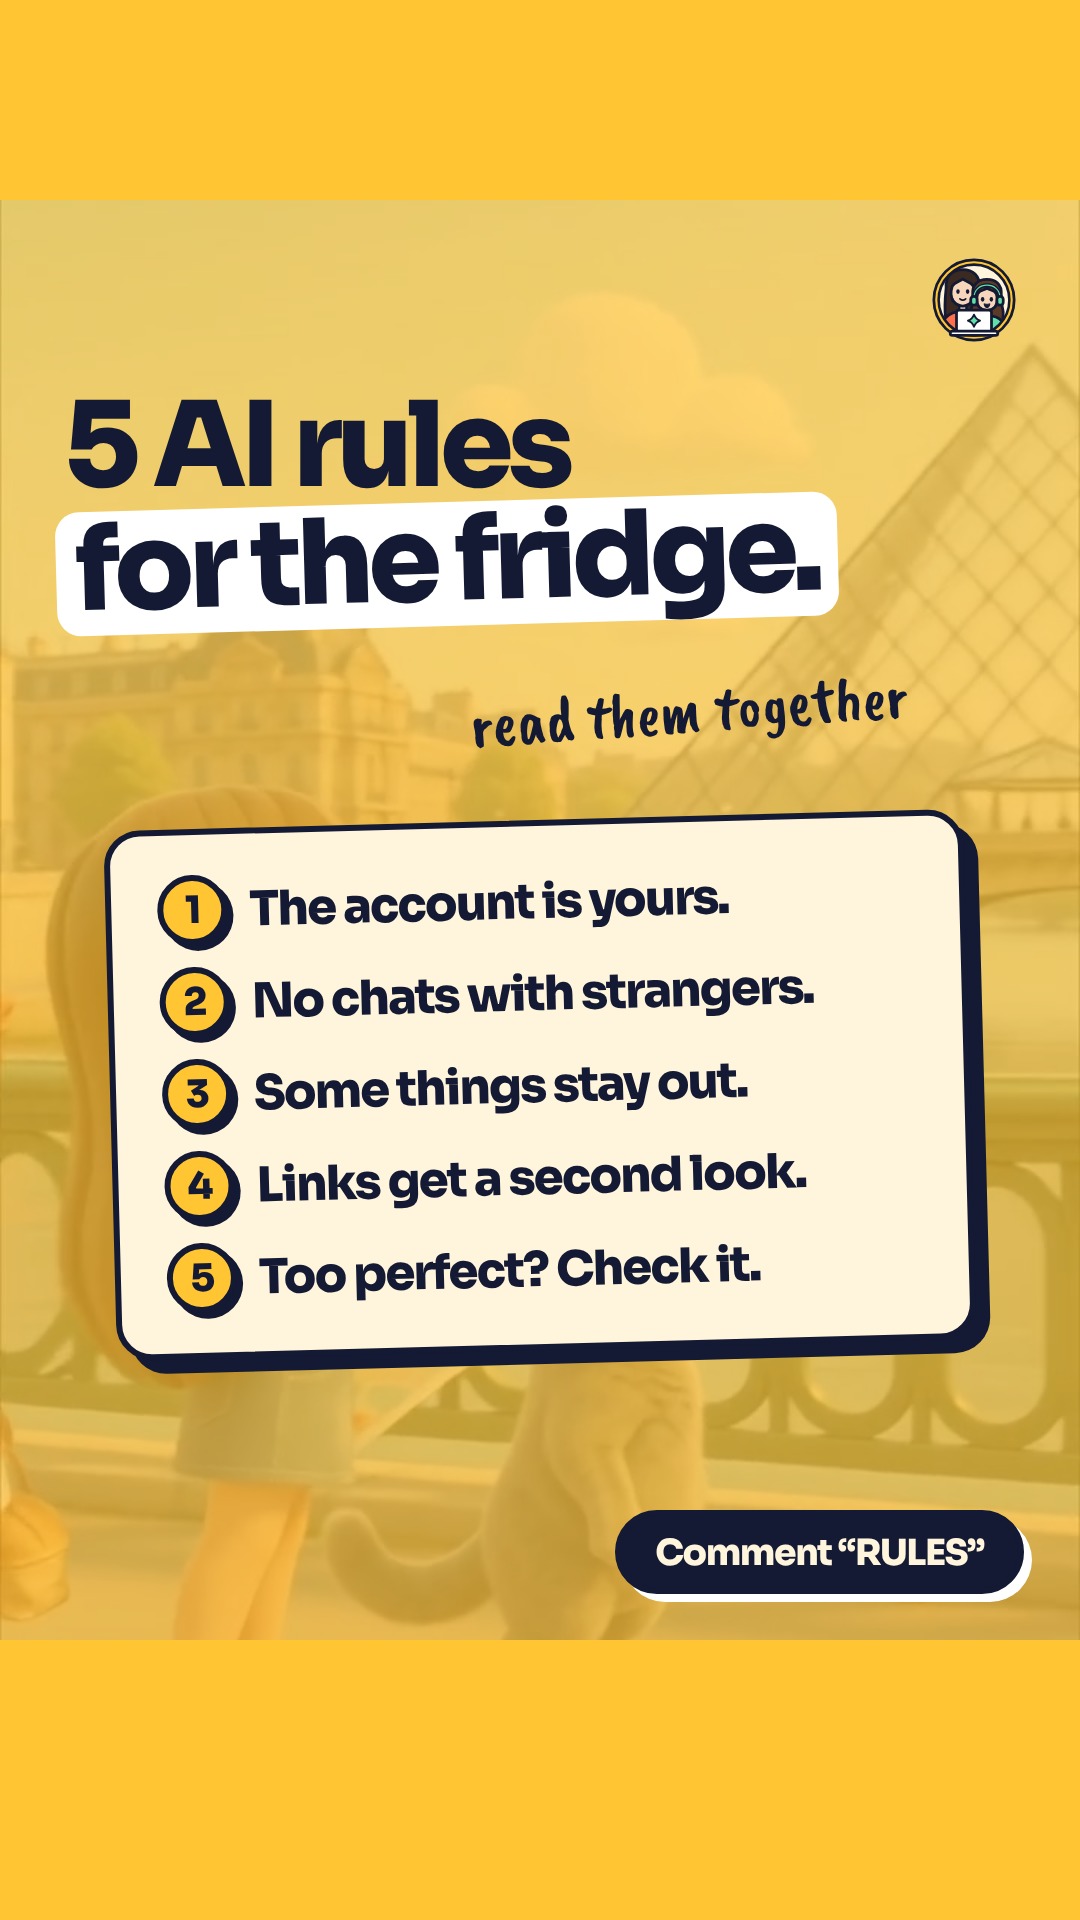 5 AI rules
for the fridge.
read them together
1 The account is yours.
2 No chats with strangers.
3 Some things stay out.
4 Links get a second look.
5 Too perfect? Check it.
Comment “RULES”